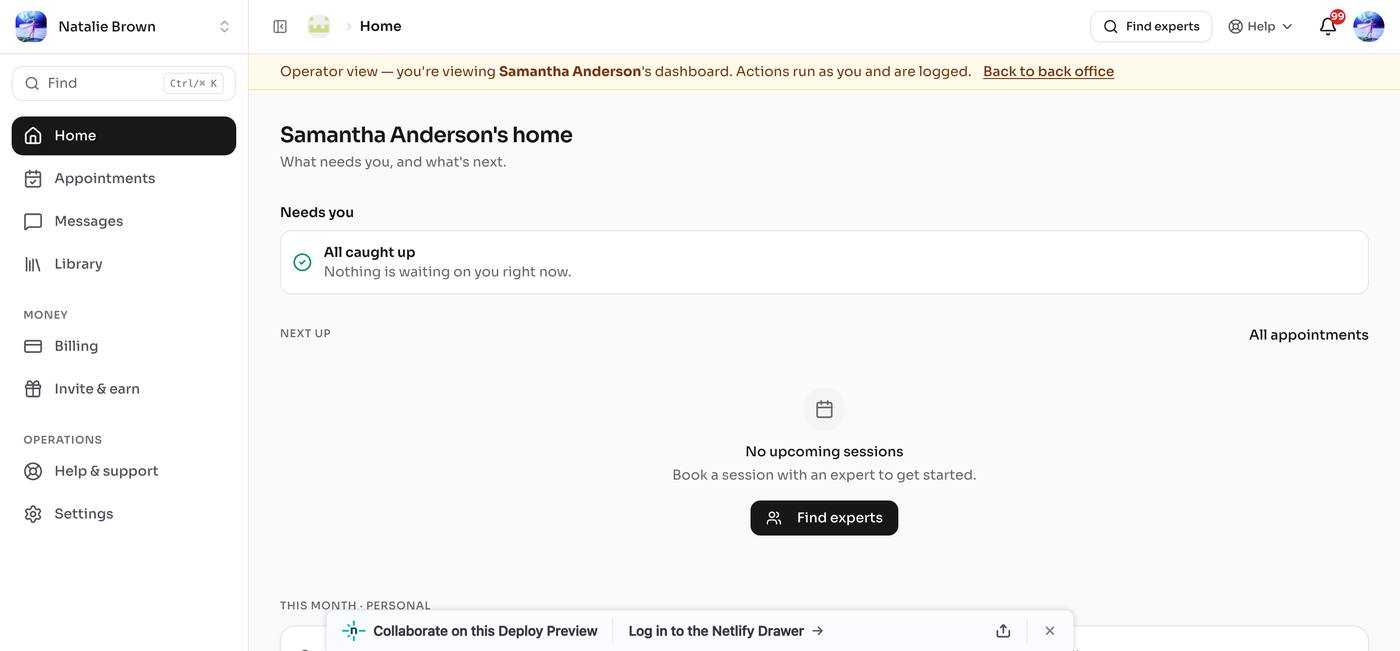 Natalie Brown
Home
Find experts
Help
99
Find
Ctrl/⌘ K
Operator view — you're viewing Samantha Anderson's dashboard. Actions run as you and are logged. Back to back office
Home
Appointments
Messages
Library
MONEY
Billing
Invite & earn
OPERATIONS
Help & support
Settings
Samantha Anderson's home
What needs you, and what's next.
Needs you
All caught up
Nothing is waiting on you right now.
NEXT UP
All appointments
No upcoming sessions
Book a session with an expert to get started.
Find experts
THIS MONTH · PERSONAL
Collaborate on this Deploy Preview
Log in to the Netlify Drawer →